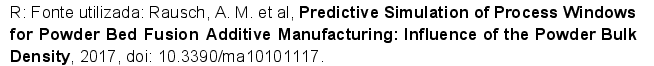 R: Fonte utilizada: Rausch, A. M. et al, Predictive Simulation of Process Windows
for Powder Bed Fusion Additive Manufacturing: Influence of the Powder Bulk
Density, 2017, doi: 10.3390/ma10101117.